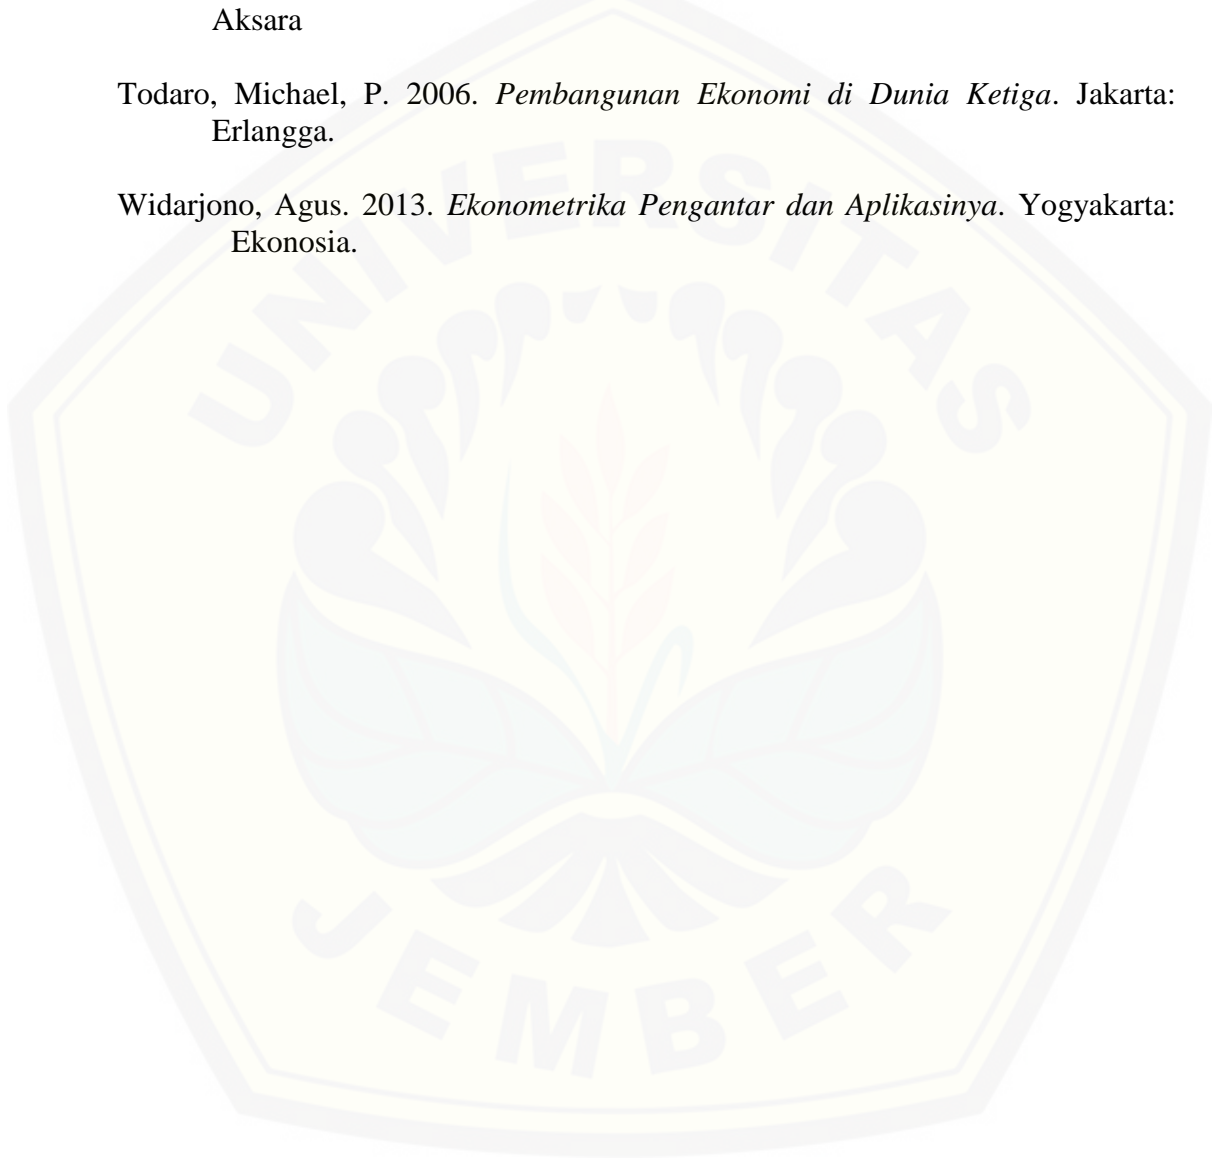 Aksara
Todaro, Michael, P. 2006. Pembangunan Ekonomi di Dunia Ketiga. Jakarta:
Erlangga.
Widarjono, Agus. 2013. Ekonometrika Pengantar dan Aplikasinya. Yogyakarta:
Ekonosia.
UNIVERSITAS
JEMBER